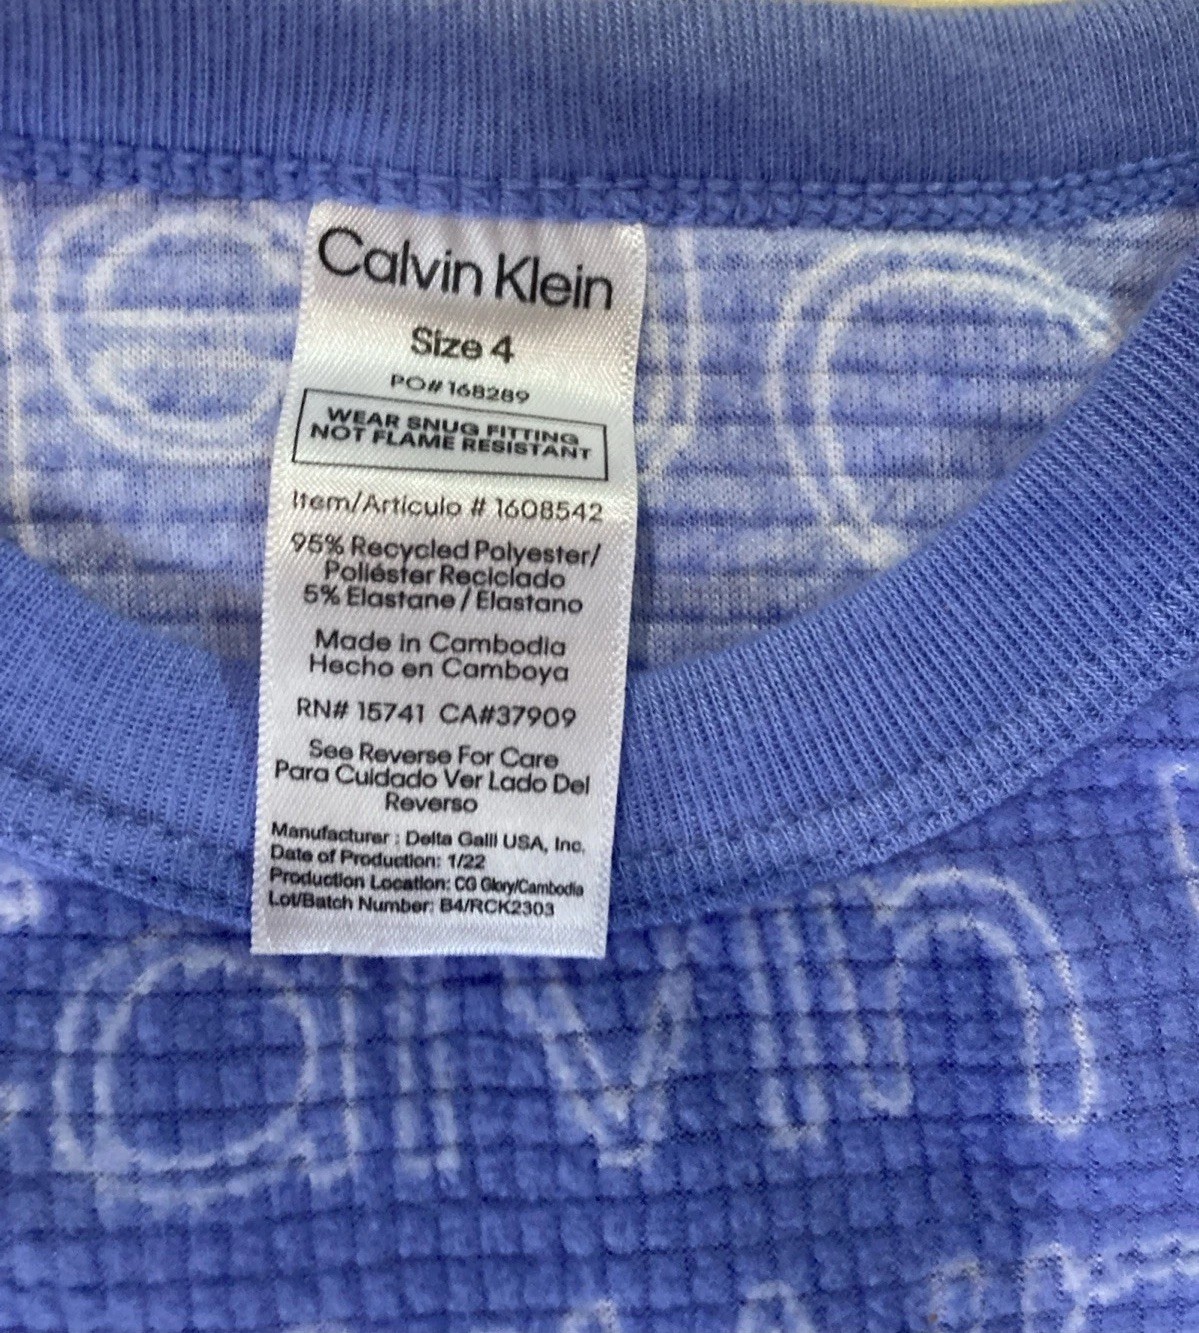 Calvin Klein
Size 4
PO# 168289
WEAR SNUG FITTING
NOT FLAME RESISTANT
Item/Artículo # 1608542
95% Recycled Polyester/
Poliéster Reciclado
5% Elastane / Elastano
Made in Cambodia
Hecho en Camboya
RN# 15741 CA#37909
See Reverse For Care
Para Cuidado Ver Lado Del
Reverso
Manufacturer : Delta Galil USA, Inc.
Date of Production: 1/22
Production Location: CG Glory/Cambodia
Lot/Batch Number: B4/RCK2303